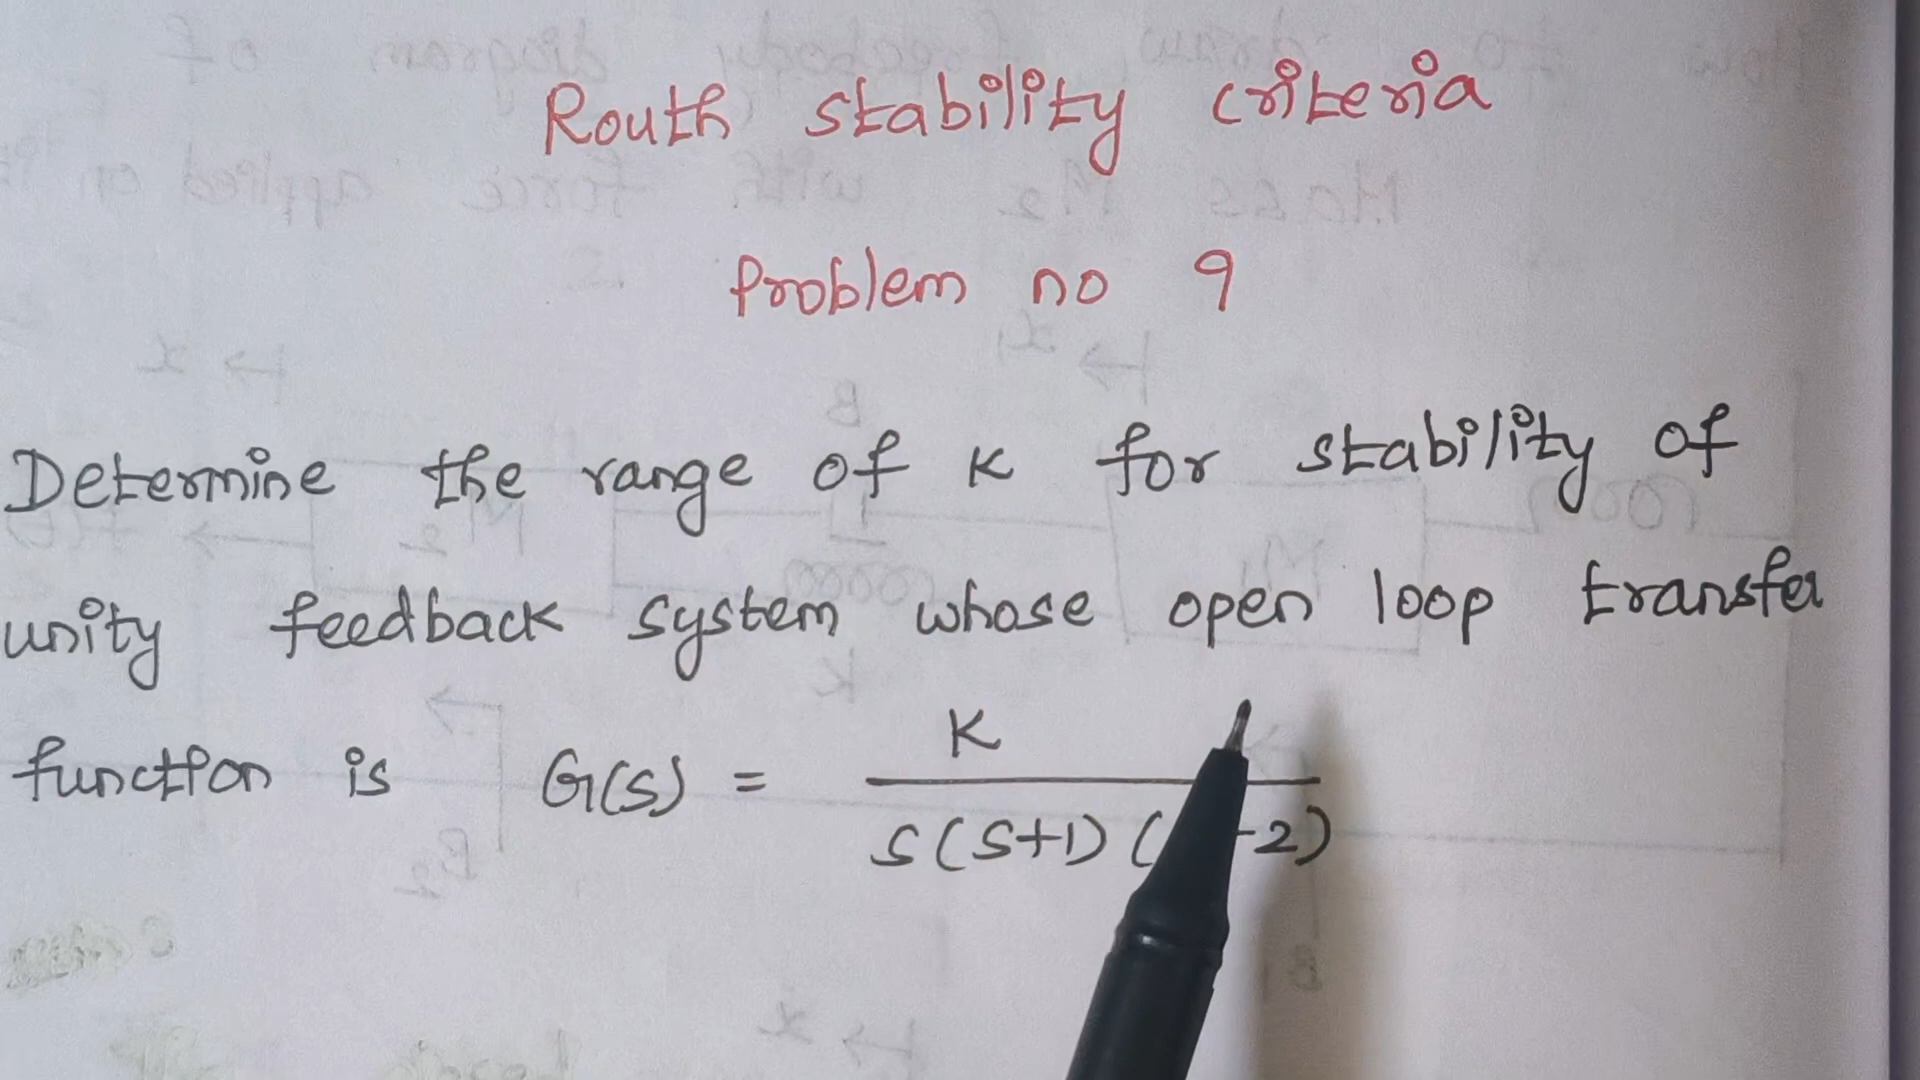 Routh stability criteria
Problem no 9
Determine the range of K for stability of
unity feedback system whose open loop transfer
function is G(s) =
K
s(s+1)( -2)